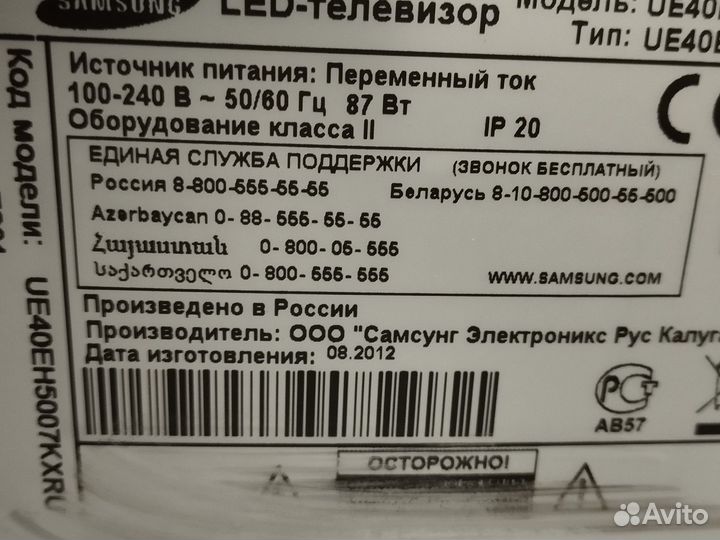 SAMSUNG
LED-телевизор
Модель: UE40
Тип: UE40
Источник питания: Переменный ток
100-240 В ~ 50/60 Гц 87 Вт
Оборудование класса II IP 20
ЕДИНАЯ СЛУЖБА ПОДДЕРЖКИ (ЗВОНОК БЕСПЛАТНЫЙ)
Россия 8-800-555-55-55 Беларусь 8-10-800-500-55-500
Azərbaycan 0- 88- 555- 55- 55
Հայաստան 0- 800- 05- 555
საქართველო 0- 800- 555- 555
WWW.SAMSUNG.COM
Произведено в России
Производитель: ООО "Самсунг Электроникс Рус Калуга
Дата изготовления: 08.2012
АВ57
ОСТОРОЖНО!
Код модели: UE40EH5007KXRU
Avito